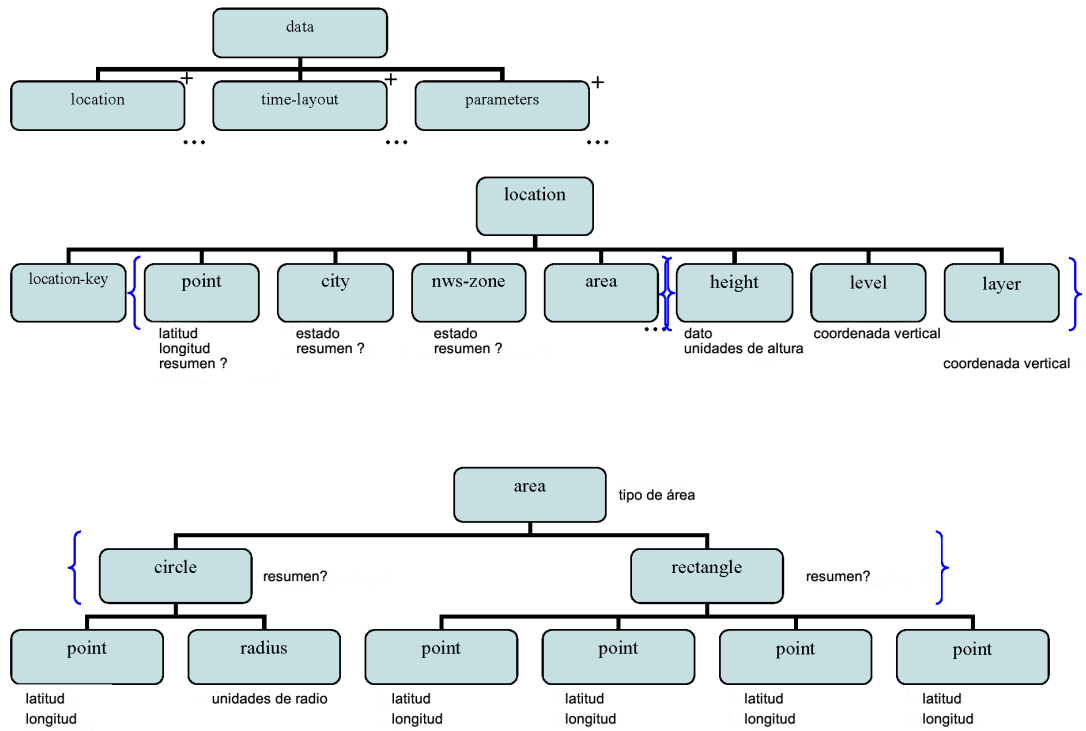 data
+ + +
location time-layout parameters
... ... ...
location
location-key point city nws-zone area height level layer
...
latitud estado estado dato coordenada vertical
longitud resumen ? resumen ? unidades de altura
resumen ? coordenada vertical
area
tipo de área
circle rectangle
resumen? resumen?
point radius point point point point
latitud unidades de radio latitud latitud latitud latitud
longitud longitud longitud longitud longitud